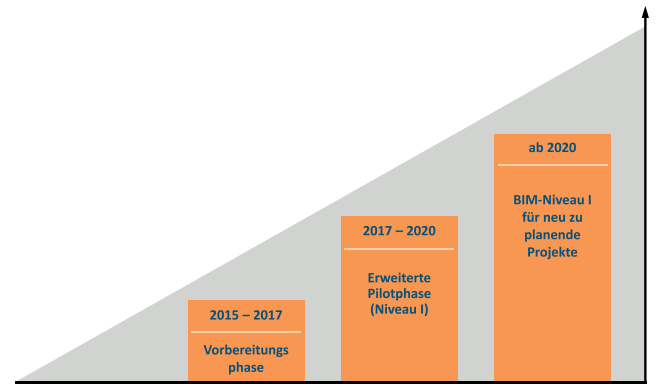 ab 2020
BIM-Niveau I
für neu zu
planende
Projekte
2017 – 2020
Erweiterte
Pilotphase
(Niveau I)
2015 – 2017
Vorbereitungs
phase